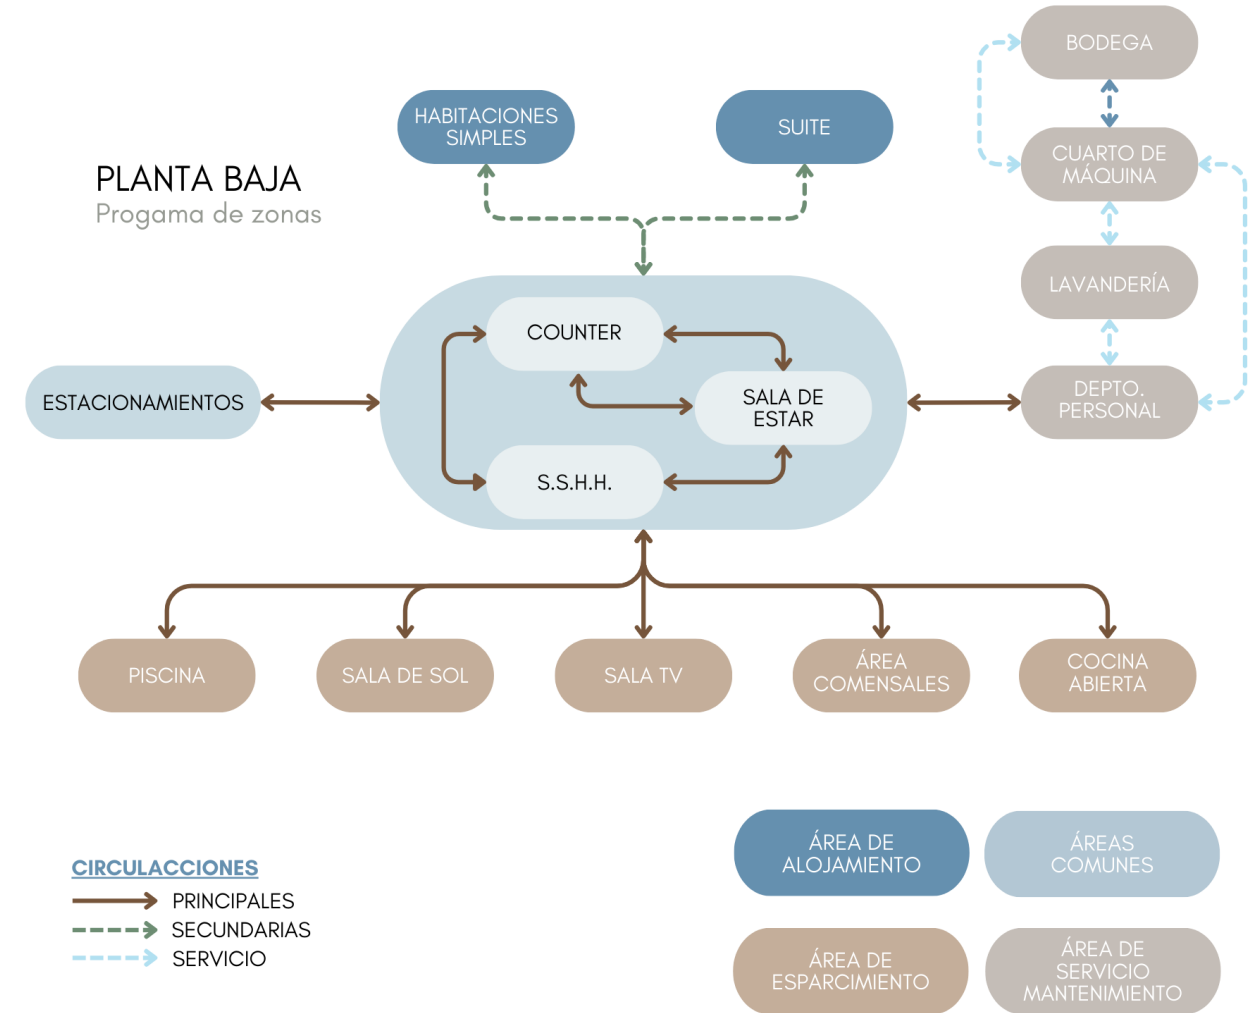 BODEGA
HABITACIONES
SIMPLES
SUITE
CUARTO DE
MÁQUINA
PLANTA BAJA
Progama de zonas
LAVANDERÍA
COUNTER
ESTACIONAMIENTOS
SALA DE
ESTAR
DEPTO.
PERSONAL
S.S.H.H.
PISCINA
SALA DE SOL
SALA TV
ÁREA
COMENSALES
COCINA
ABIERTA
CIRCULACCIONES
PRINCIPALES
SECUNDARIAS
SERVICIO
ÁREA DE
ALOJAMIENTO
ÁREAS
COMUNES
ÁREA DE
ESPARCIMIENTO
ÁREA DE
SERVICIO
MANTENIMIENTO